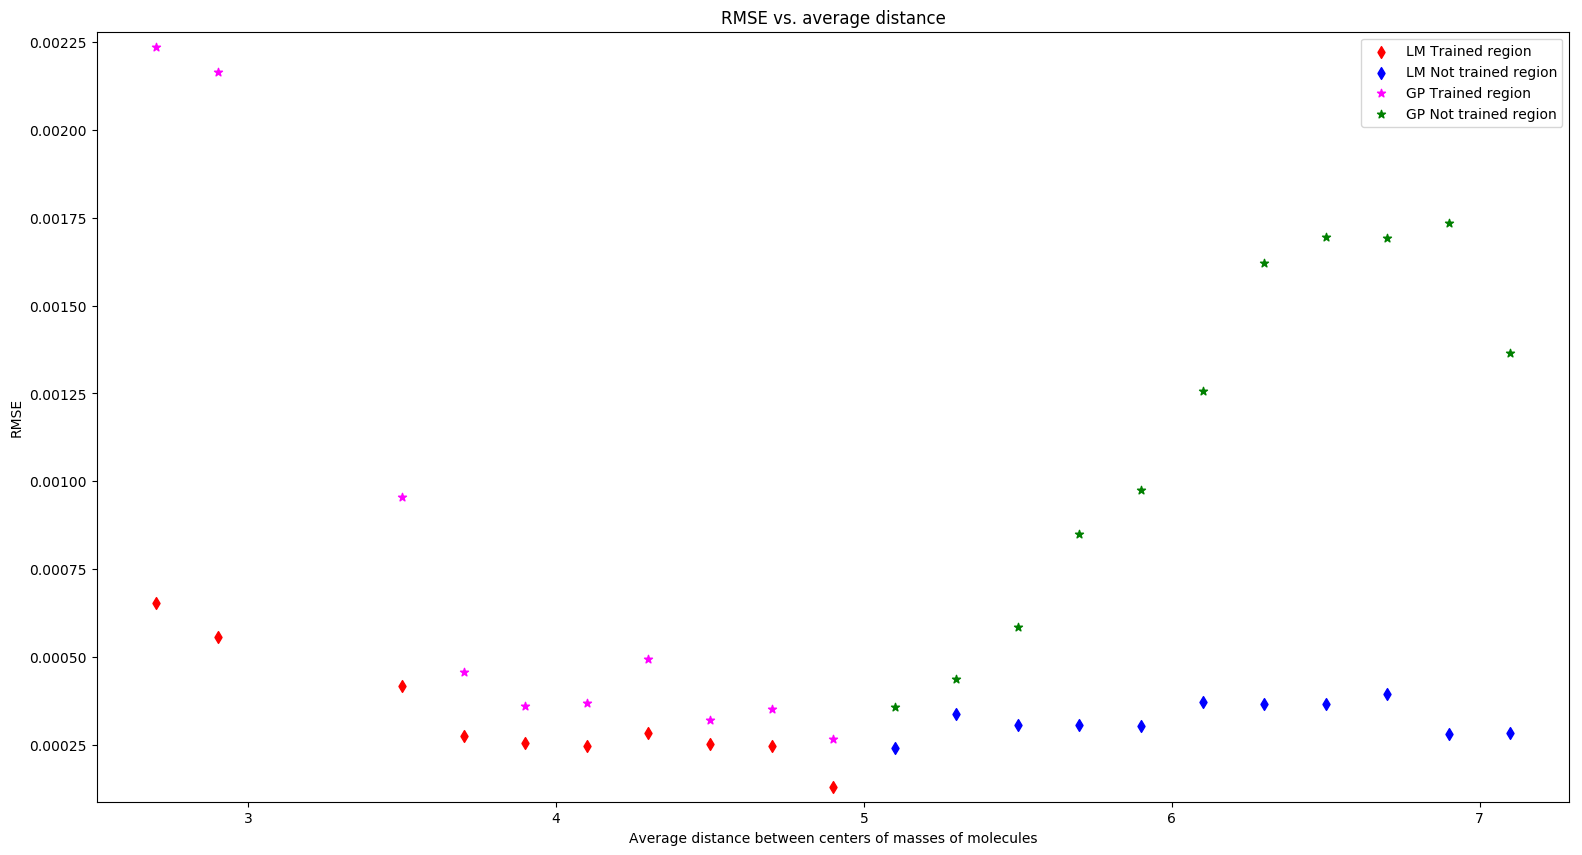 RMSE vs. average distance
LM Trained region
LM Not trained region
GP Trained region
GP Not trained region
0.00225
0.00200
0.00175
0.00150
0.00125
0.00100
0.00075
0.00050
0.00025
RMSE
3 4 5 6 7
Average distance between centers of masses of molecules